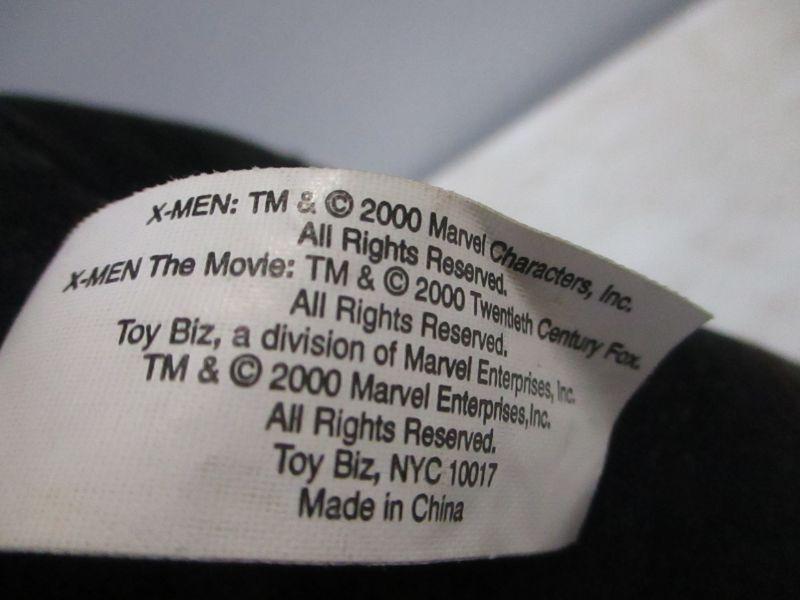 X-MEN: TM & © 2000 Marvel Characters, Inc.
All Rights Reserved.
X-MEN The Movie: TM & © 2000 Twentieth Century Fox.
All Rights Reserved.
Toy Biz, a division of Marvel Enterprises, Inc.
TM & © 2000 Marvel Enterprises,Inc.
All Rights Reserved.
Toy Biz, NYC 10017
Made in China